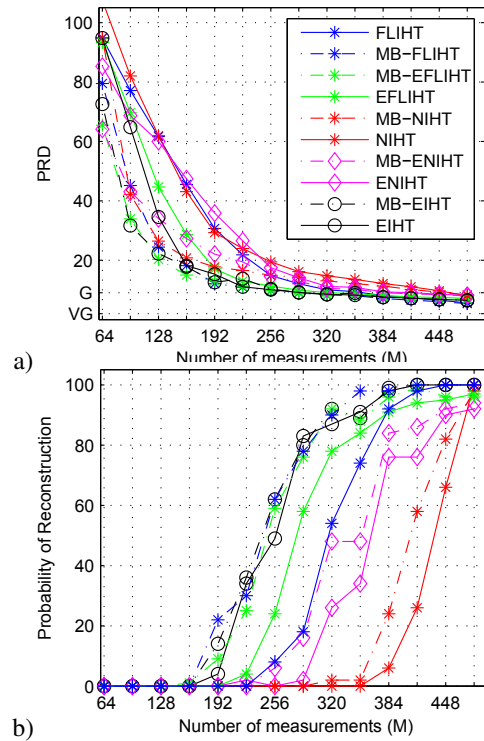 100
80
60
40
20
G
VG
PRD
FLIHT
MB-FLIHT
MB-EFLIHT
EFLIHT
MB-NIHT
NIHT
MB-ENIHT
ENIHT
MB-EIHT
EIHT
64 128 192 256 320 384 448
a)
Number of measurements (M)
100
80
60
40
20
0
Probability of Reconstruction
64 128 192 256 320 384 448
b)
Number of measurements (M)